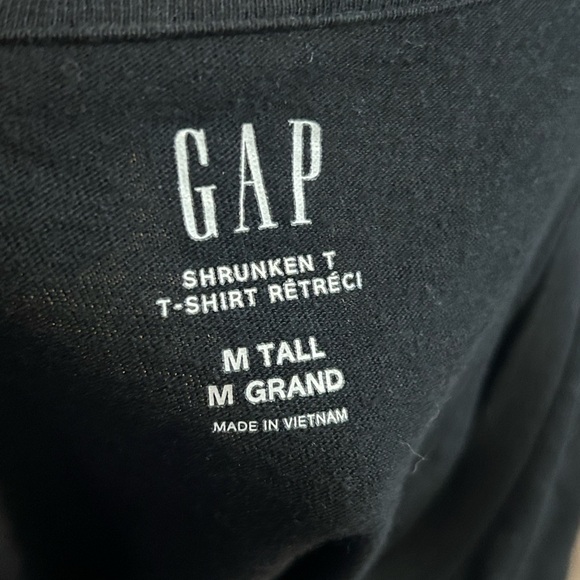 GAP
SHRUNKEN T
T-SHIRT RÉTRÉCI
M TALL
M GRAND
MADE IN VIETNAM